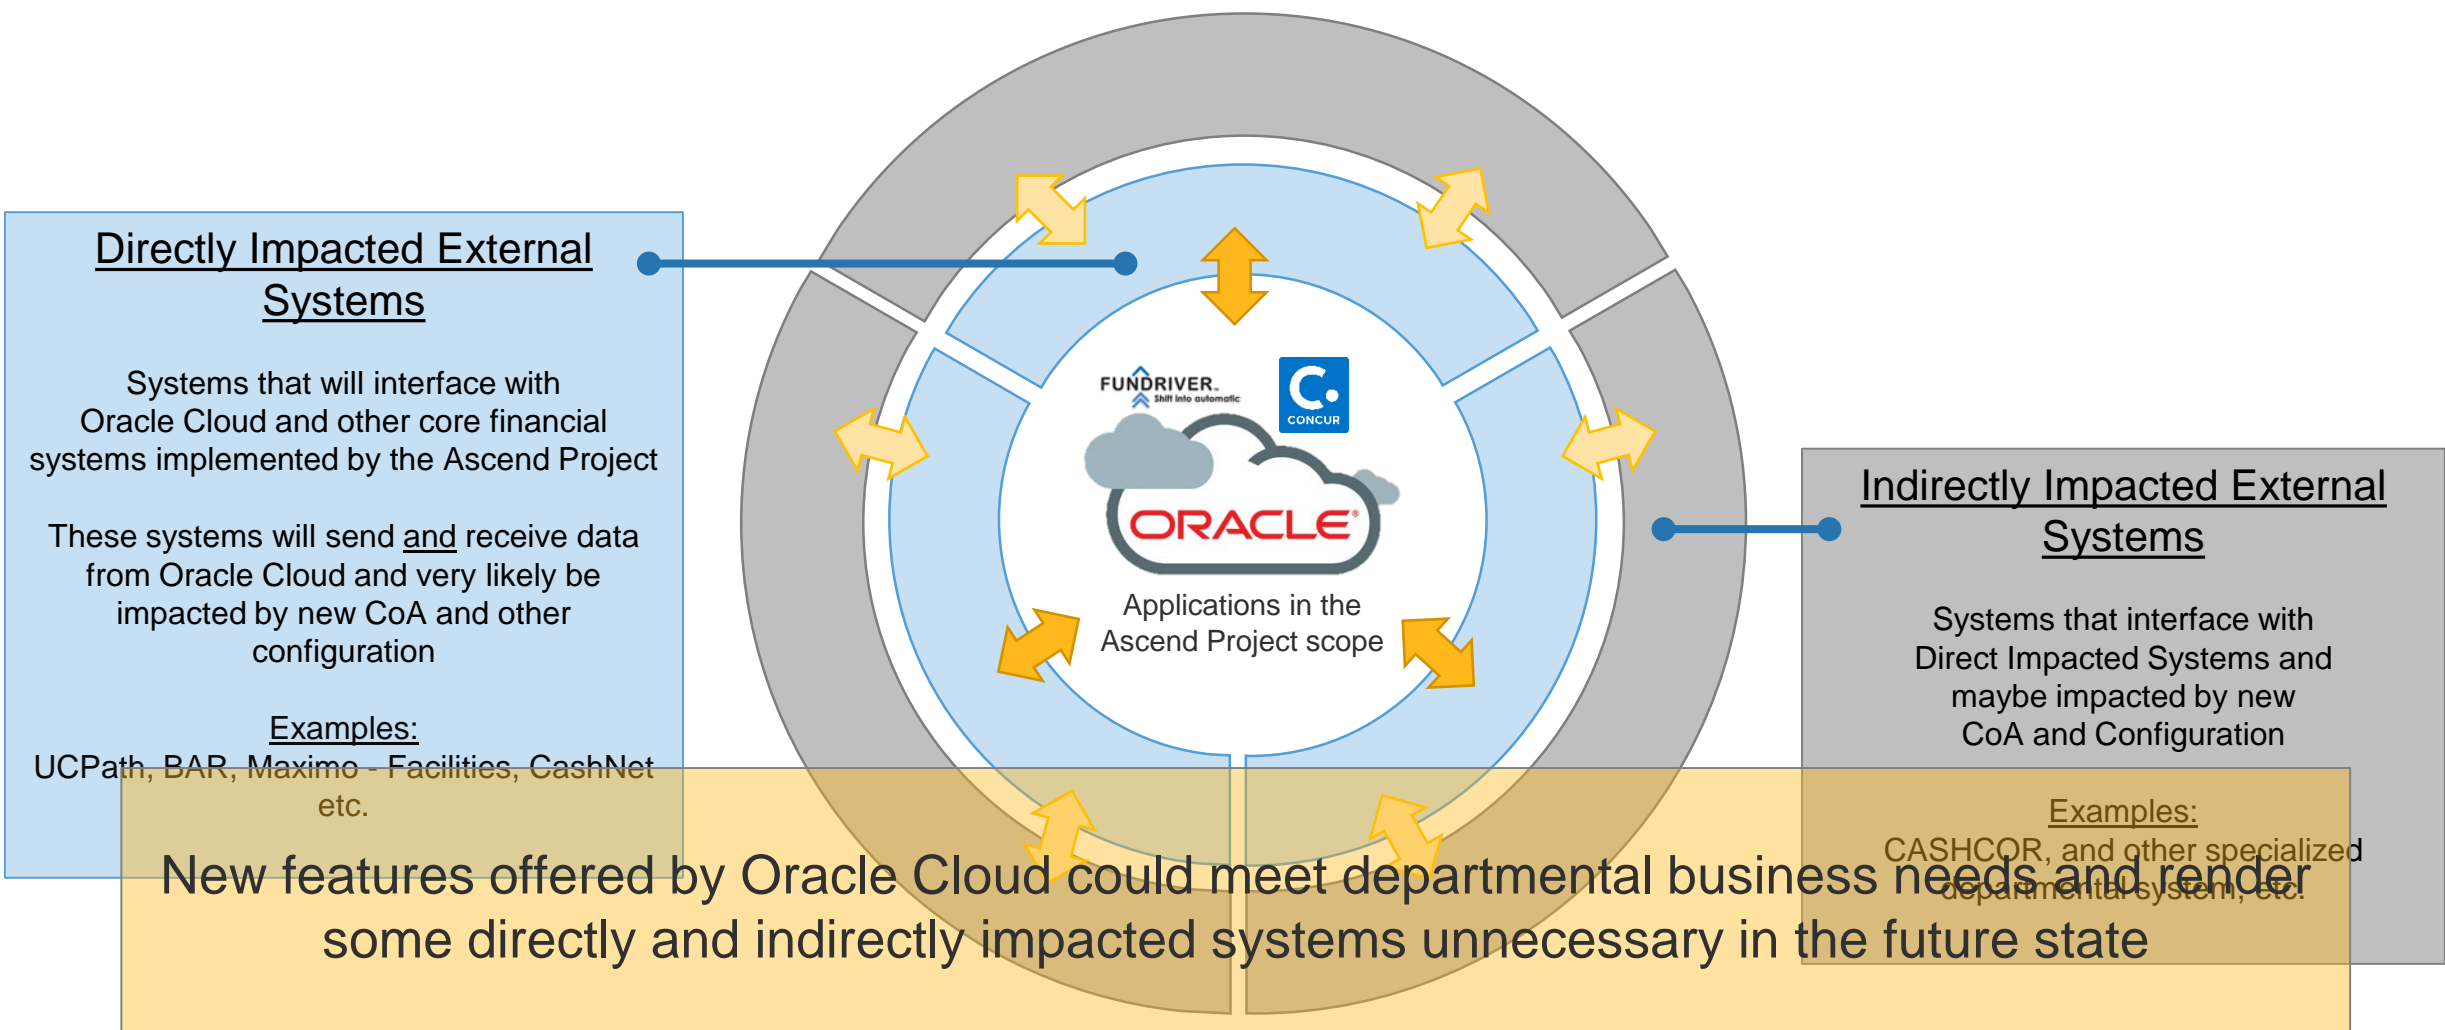 Directly Impacted External
Systems
Systems that will interface with
Oracle Cloud and other core financial
systems implemented by the Ascend Project
These systems will send and receive data
from Oracle Cloud and very likely be
impacted by new CoA and other
configuration
Examples:
UCPath, BAR, Maximo - Facilities, CashNet
etc.
FUNDRIVER™
Shift into automatic
C.
CONCUR
ORACLE®
Applications in the
Ascend Project scope
Indirectly Impacted External
Systems
Systems that interface with
Direct Impacted Systems and
maybe impacted by new
CoA and Configuration
Examples:
CASHCOR, and other specialized
departmental system, etc.
New features offered by Oracle Cloud could meet departmental business needs and render
some directly and indirectly impacted systems unnecessary in the future state